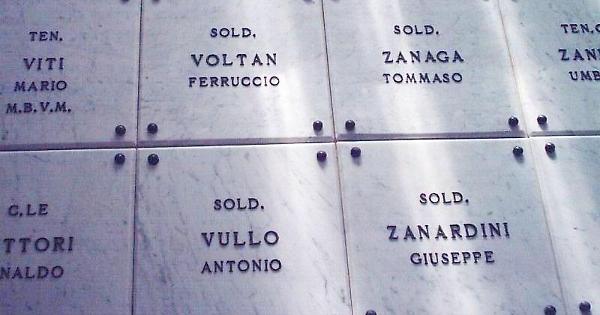 TEN.
VITI
MARIO
M.B.V.M.
SOLD.
VOLTAN
FERRUCCIO
SOLD.
ZANAGA
TOMMASO
TEN.
C.LE
SOLD.
VULLO
ANTONIO
SOLD.
ZANARDINI
GIUSEPPE